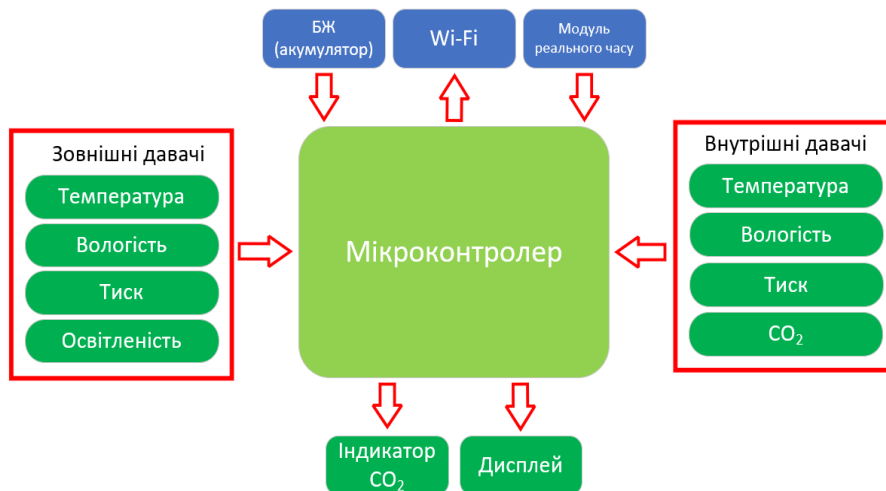 БЖ
(акумулятор)
Wi-Fi
Модуль
реального часу
Зовнішні давачі
Температура
Вологість
Тиск
Освітленість
Мікроконтролер
Внутрішні давачі
Температура
Вологість
Тиск
CO₂
Індикатор
CO₂
Дисплей